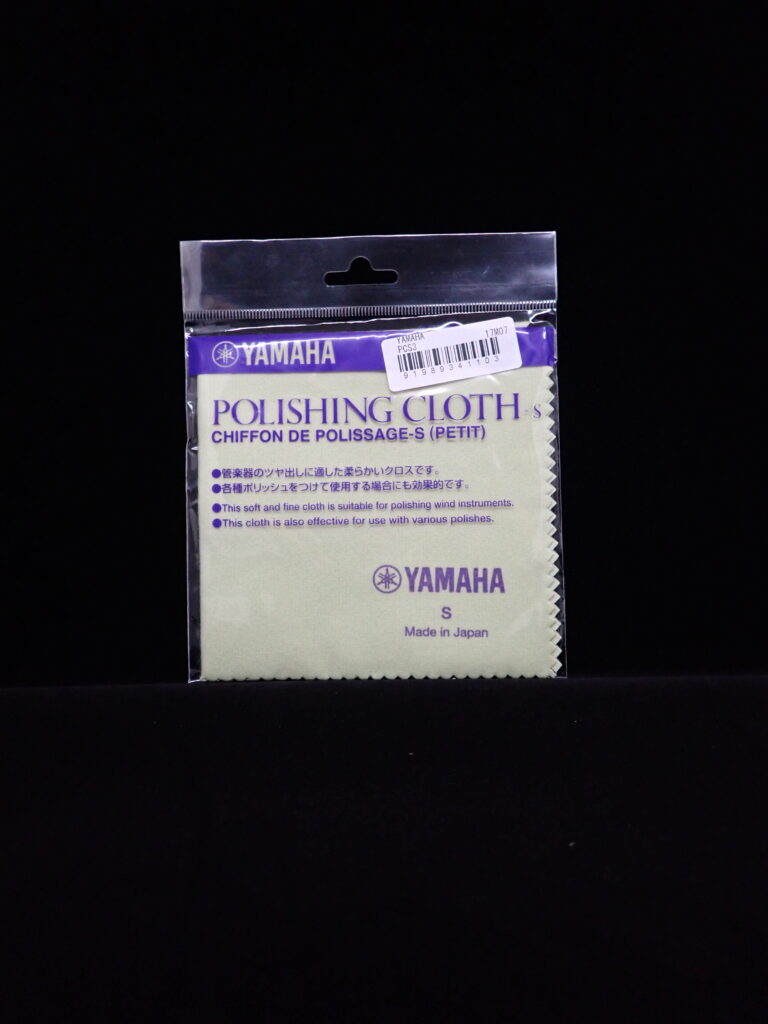 YAMAHA
YAMAHA 17MO7
PCS3
91989341103
POLISHING CLOTH-S
CHIFFON DE POLISSAGE-S (PETIT)
●管楽器のツヤ出しに適した柔らかいクロスです。
●各種ポリッシュをつけて使用する場合にも効果的です。
●This soft and fine cloth is suitable for polishing wind instruments.
●This cloth is also effective for use with various polishes.
YAMAHA
S
Made in Japan